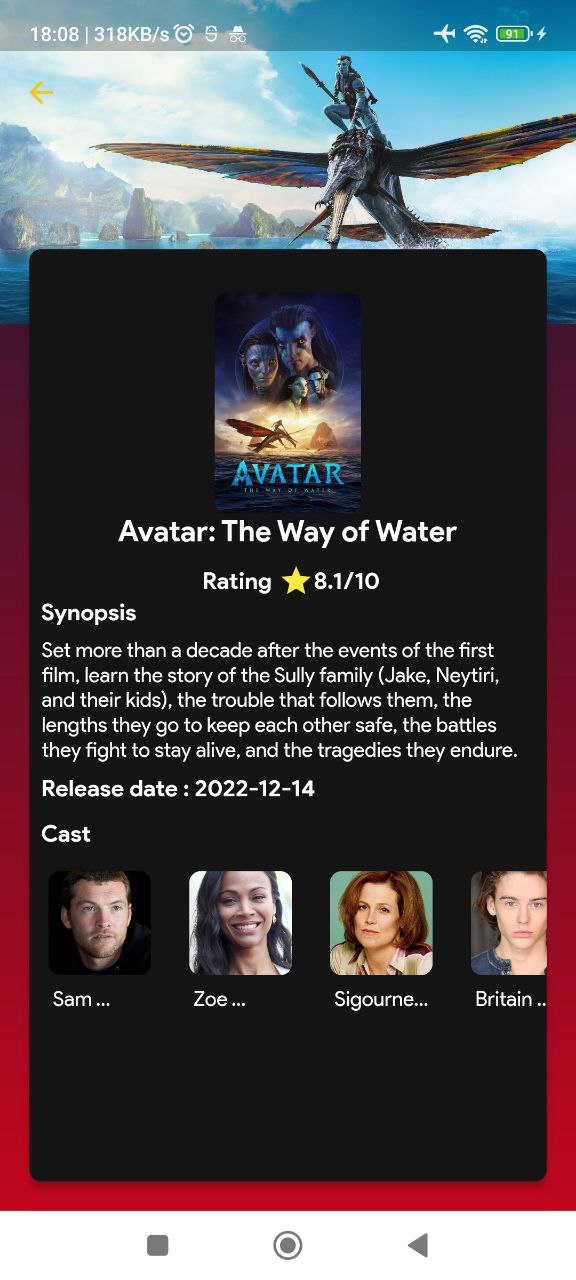 18:08 | 318KB/s
91
AVATAR
THE WAY OF WATER
Avatar: The Way of Water
Rating ⭐8.1/10
Synopsis
Set more than a decade after the events of the first
film, learn the story of the Sully family (Jake, Neytiri,
and their kids), the trouble that follows them, the
lengths they go to keep each other safe, the battles
they fight to stay alive, and the tragedies they endure.
Release date : 2022-12-14
Cast
Sam ...
Zoe ...
Sigourne...
Britain ..